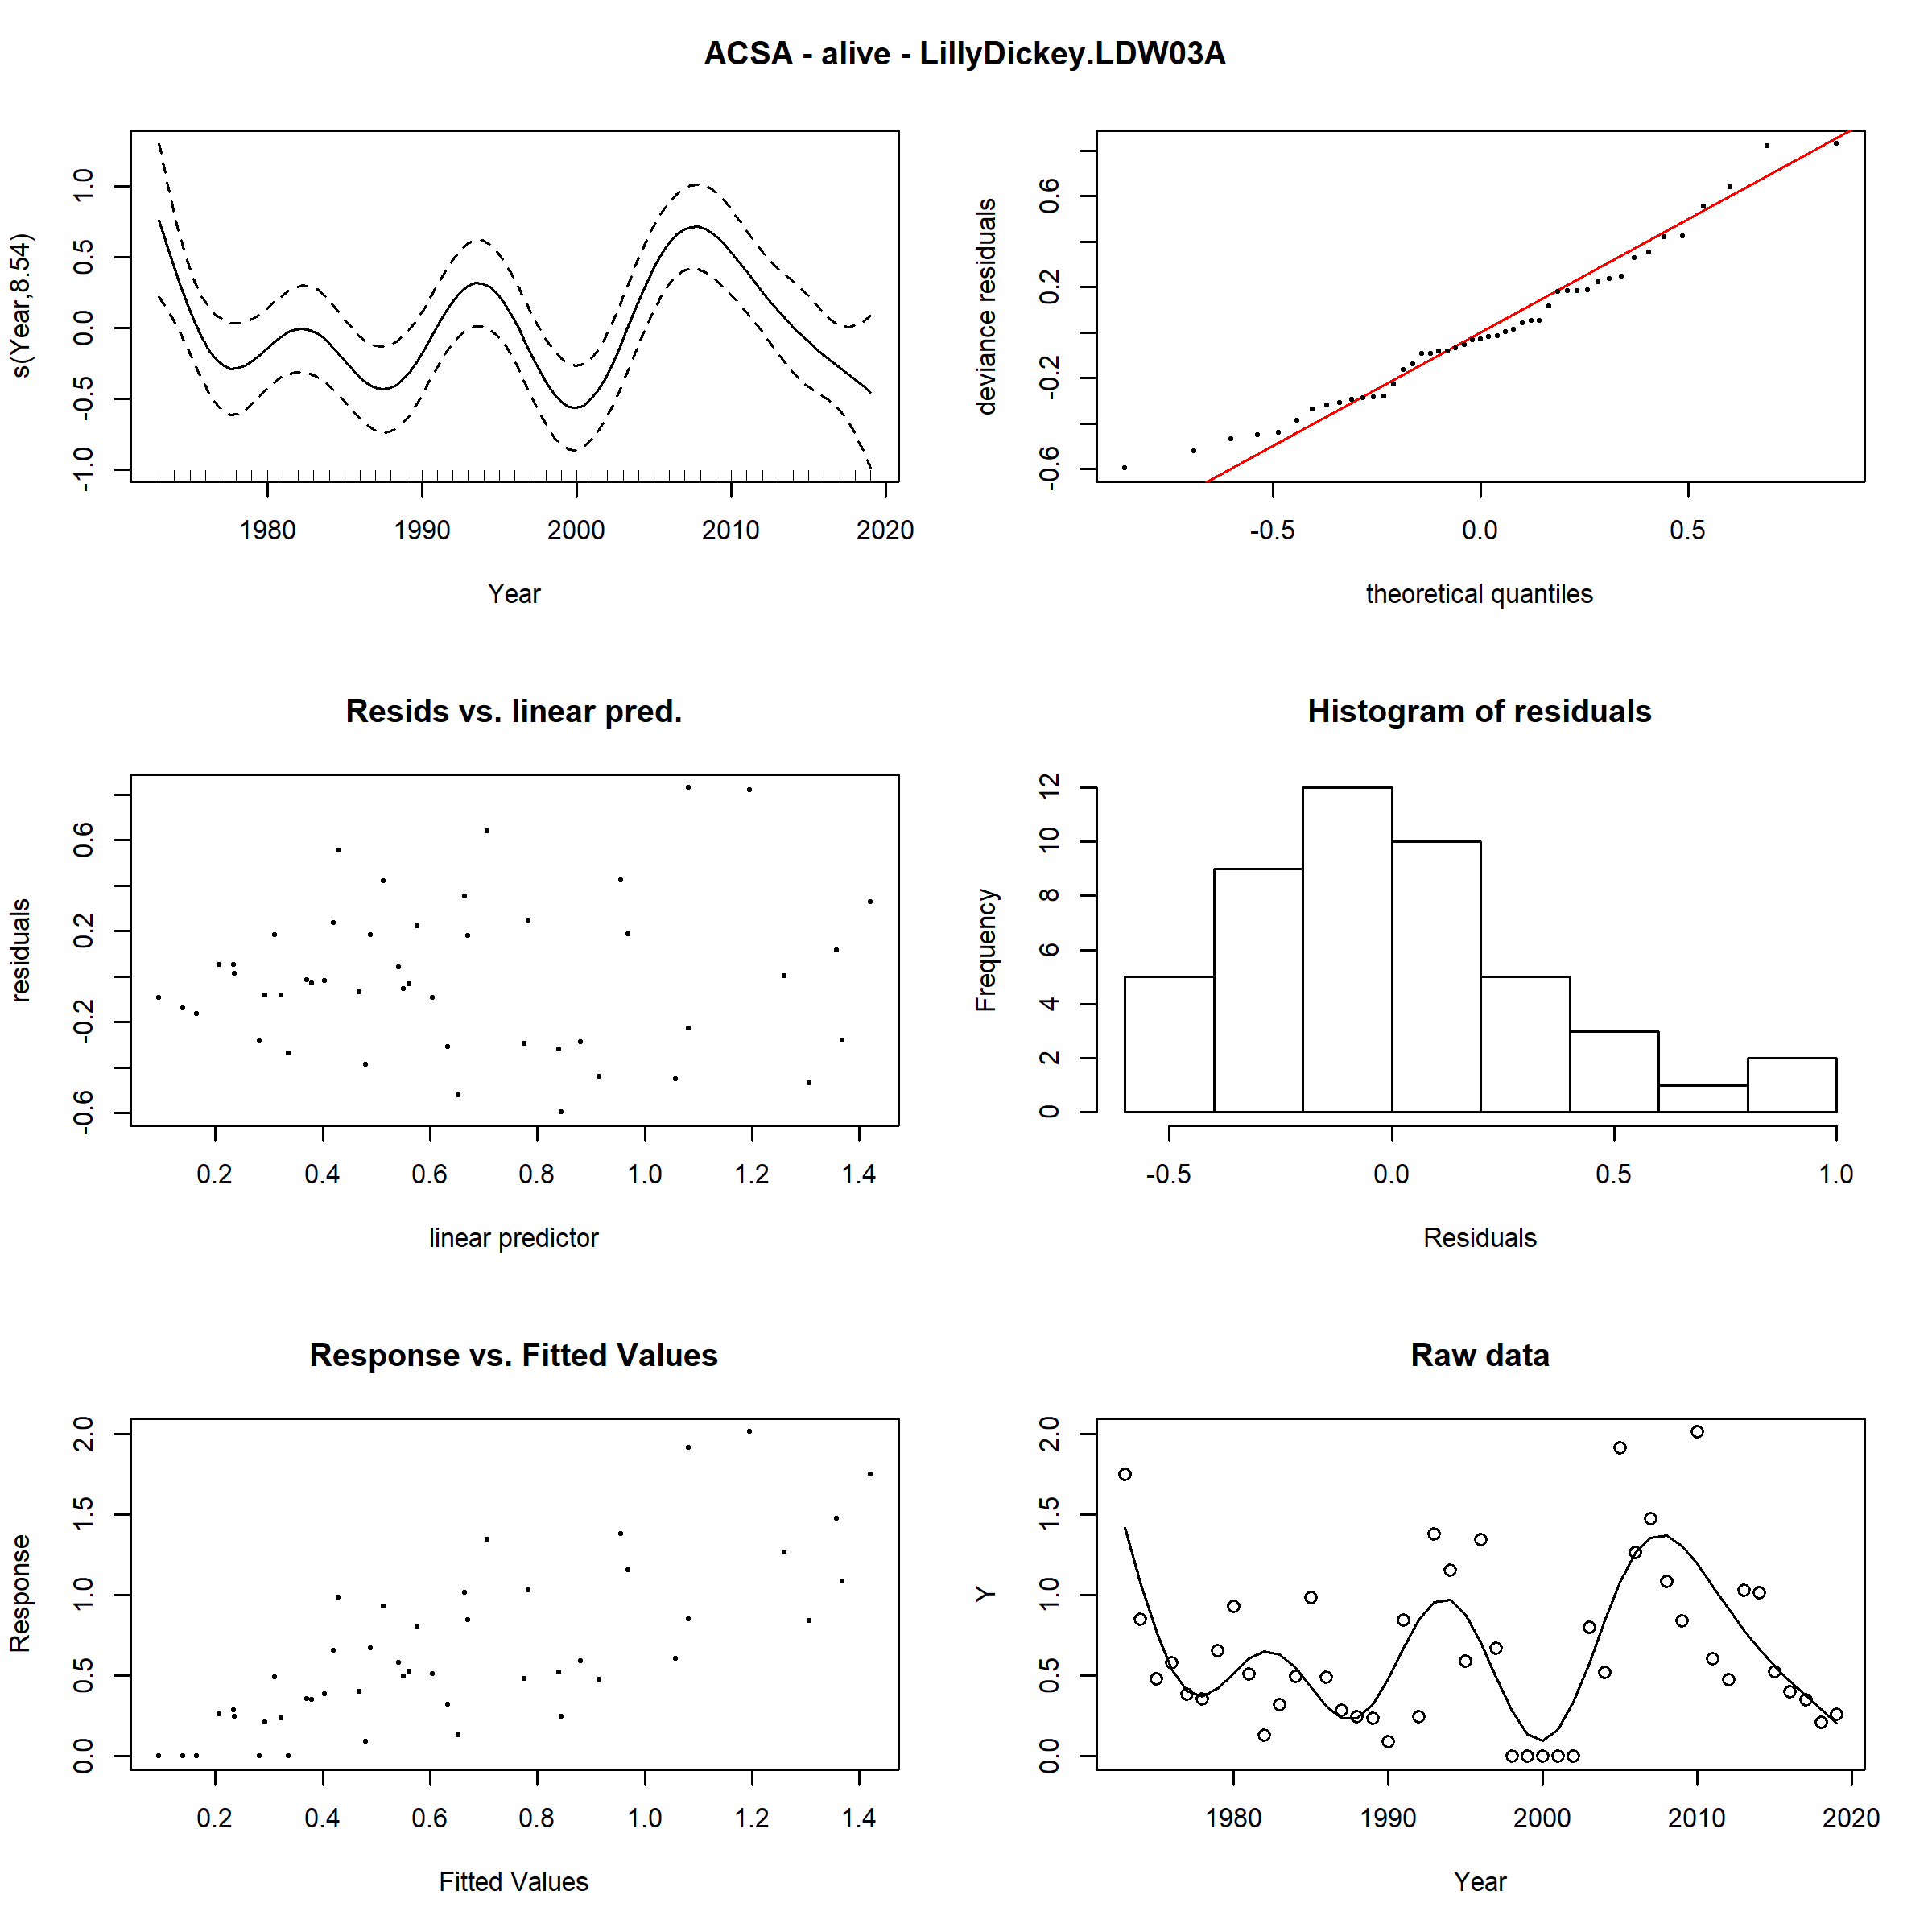 ACSA - alive - LillyDickey.LDW03A
s(Year,8.54)
1.0
0.5
0.0
-0.5
-1.0
1980 1990 2000 2010 2020
Year
deviance residuals
0.6
0.2
-0.2
-0.6
-0.5 0.0 0.5
theoretical quantiles
Resids vs. linear pred.
residuals
0.6
0.2
-0.2
-0.6
0.2 0.4 0.6 0.8 1.0 1.2 1.4
linear predictor
Histogram of residuals
Frequency
12
10
8
6
4
2
0
-0.5 0.0 0.5 1.0
Residuals
Response vs. Fitted Values
Response
2.0
1.5
1.0
0.5
0.0
0.2 0.4 0.6 0.8 1.0 1.2 1.4
Fitted Values
Raw data
Y
2.0
1.5
1.0
0.5
0.0
1980 1990 2000 2010 2020
Year